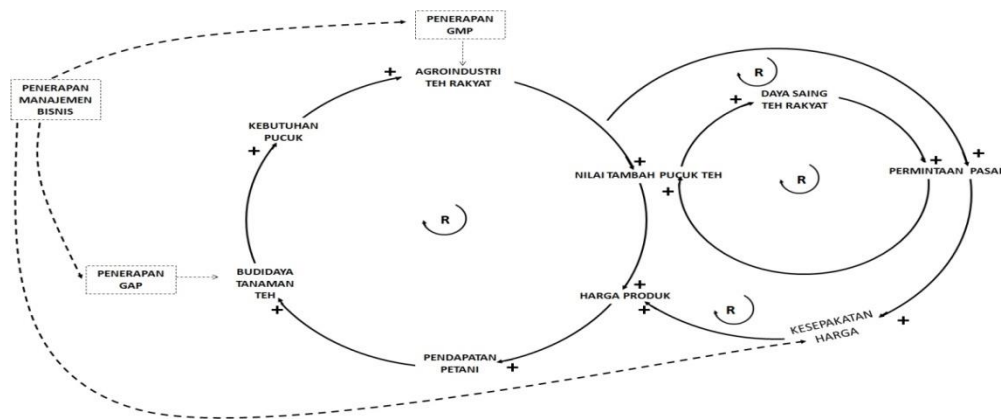 PENERAPAN
GMP
+
AGROINDUSTRI
TEH RAKYAT
R
DAYA SAING
TEH RAKYAT
+
PENERAPAN
MANAJEMEN
BISNIS
KEBUTUHAN
PUCUK
+
+
NILAI TAMBAH PUCUK TEH
+
R
+
+
PERMINTAAN PASAR
R
PENERAPAN
GAP
BUDIDAYA
TANAMAN
TEH
+
+
HARGA PRODUK
+
R
KESEPAKATAN
HARGA
+
PENDAPATAN
PETANI
+